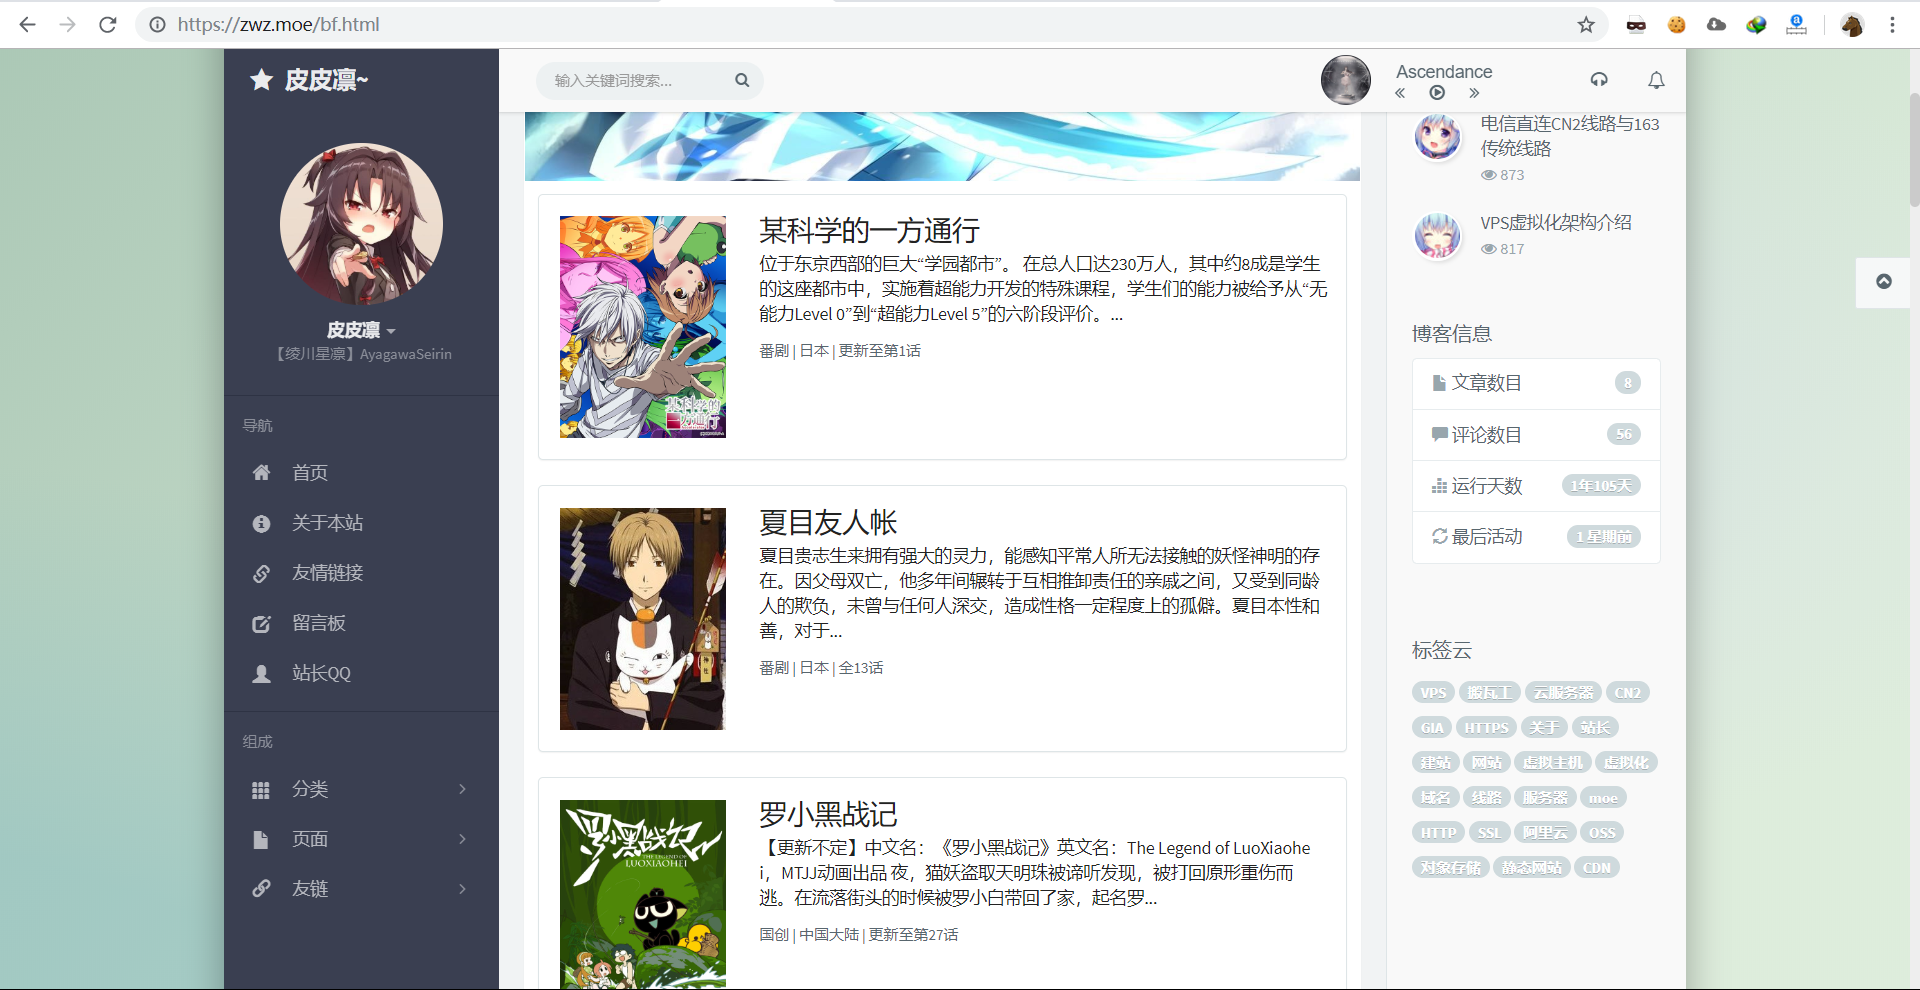 https://zwz.moe/bf.html
皮皮凛~
皮皮凛
【绫川星凛】AyagawaSeirin
导航
首页
关于本站
友情链接
留言板
站长QQ
组成
分类
页面
友链
输入关键词搜索...
Ascendance
某科学的一方通行
位于东京西部的巨大“学园都市”。 在总人口达230万人，其中约8成是学生
的这座都市中，实施着超能力开发的特殊课程，学生们的能力被给予从“无
能力Level 0”到“超能力Level 5”的六阶段评价。...
番剧 | 日本 | 更新至第1话
某科学的
一方通行
夏目友人帐
夏目贵志生来拥有强大的灵力，能感知平常人所无法接触的妖怪神明的存
在。因父母双亡，他多年间辗转于互相推卸责任的亲戚之间，又受到同龄
人的欺负，未曾与任何人深交，造成性格一定程度上的孤僻。夏目本性和
善，对于...
番剧 | 日本 | 全13话
罗小黑战记
THE LEGEND OF
LUOXIAOHEI
罗小黑战记
【更新不定】中文名：《罗小黑战记》英文名：The Legend of LuoXiaohe
i，MTJJ动画出品 夜，猫妖盗取天明珠被谛听发现，被打回原形重伤而
逃。在流落街头的时候被罗小白带回了家，起名罗...
国创 | 中国大陆 | 更新至第27话
电信直连CN2线路与163
传统线路
873
VPS虚拟化架构介绍
817
博客信息
文章数目 8
评论数目 56
运行天数 1年105天
最后活动 1 星期前
标签云
VPS 搬瓦工 云服务器 CN2
GIA HTTPS 关于 站长
建站 网站 虚拟主机 虚拟化
域名 线路 服务器 moe
HTTP SSL 阿里云 OSS
对象存储 静态网站 CDN